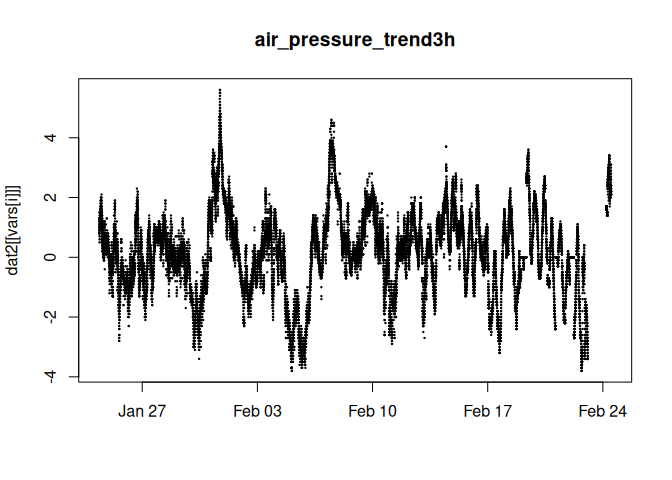 air_pressure_trend3h
dat2[[vars[i]]]
4
2
0
-2
-4
Jan 27
Feb 03
Feb 10
Feb 17
Feb 24